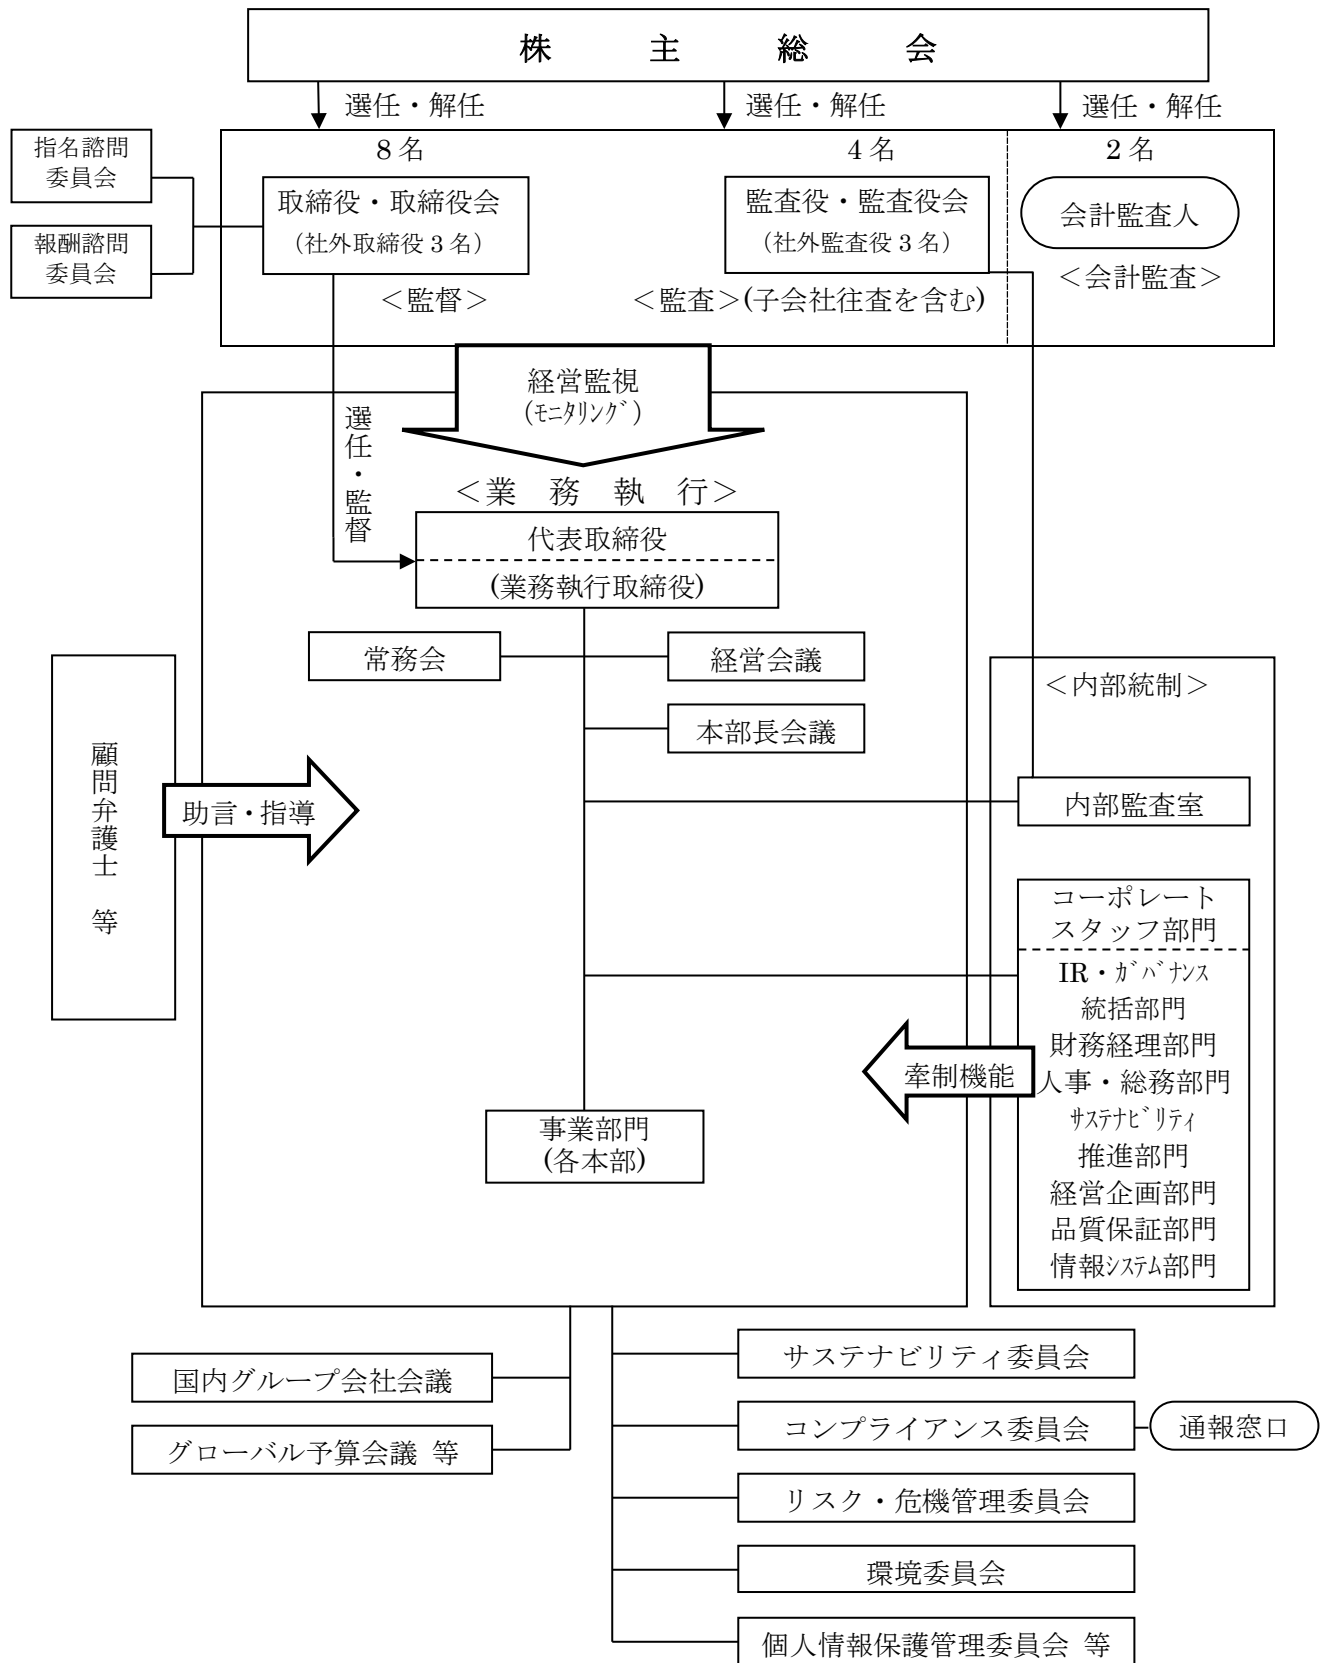 株 主 総 会
選任・解任
選任・解任
選任・解任
指名諮問
委員会
報酬諮問
委員会
8名
取締役・取締役会
（社外取締役3名）
＜監督＞
4名
監査役・監査役会
（社外監査役3名）
＜監査＞(子会社往査を含む)
2名
会計監査人
＜会計監査＞
経営監視
（ﾓﾆﾀﾘﾝｸﾞ）
選任・監督
＜業 務 執 行＞
代表取締役
(業務執行取締役)
常務会
経営会議
本部長会議
顧問弁護士 等
助言・指導
＜内部統制＞
内部監査室
コーポレート
スタッフ部門
IR・ｶﾞﾊﾞﾅﾝｽ
統括部門
財務経理部門
人事・総務部門
ｻｽﾃﾅﾋﾞﾘﾃｨ
推進部門
経営企画部門
品質保証部門
情報ｼｽﾃﾑ部門
牽制機能
事業部門
(各本部)
国内グループ会社会議
グローバル予算会議 等
サステナビリティ委員会
コンプライアンス委員会
通報窓口
リスク・危機管理委員会
環境委員会
個人情報保護管理委員会 等